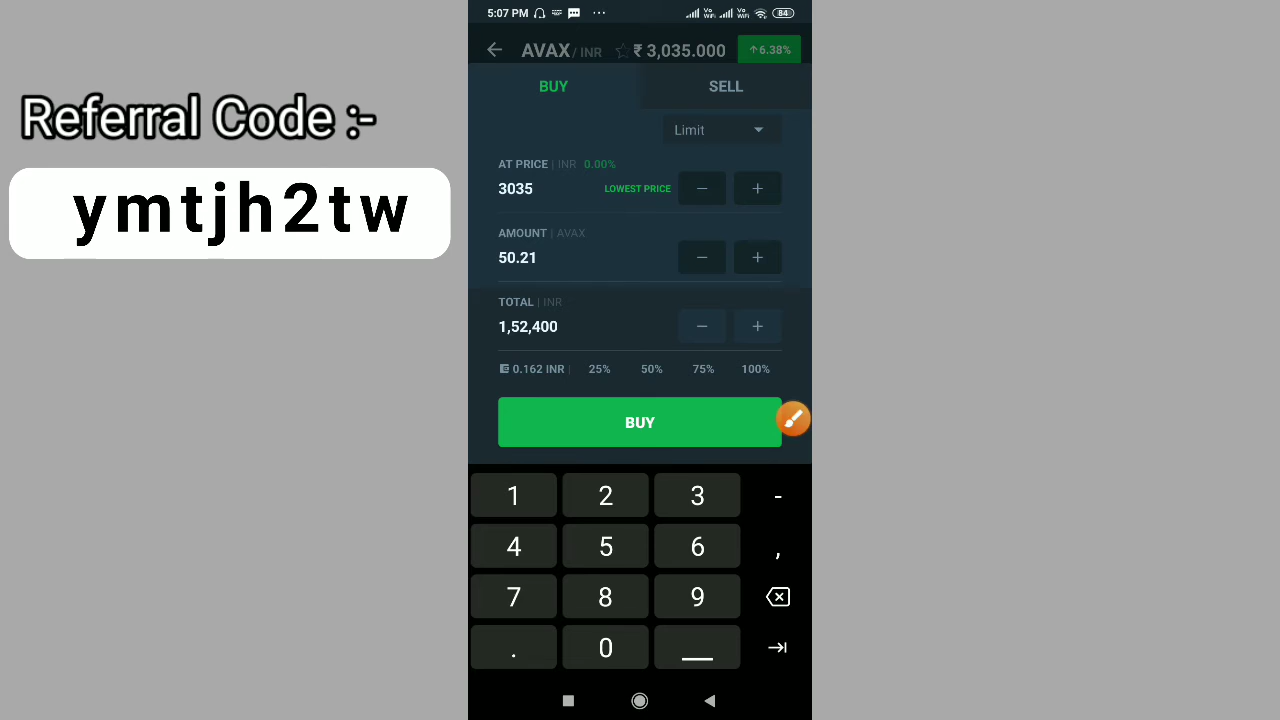 Referral Code :-
ymtjh2tw
5:07 PM
84
AVAX / INR ₹ 3,035.000 ↑6.38%
BUY SELL
Limit
AT PRICE | INR 0.00%
3035 LOWEST PRICE − +
AMOUNT | AVAX
50.21 − +
TOTAL | INR
1,52,400 − +
0.162 INR | 25% 50% 75% 100%
BUY
1 2 3 -
4 5 6 ,
7 8 9
. 0